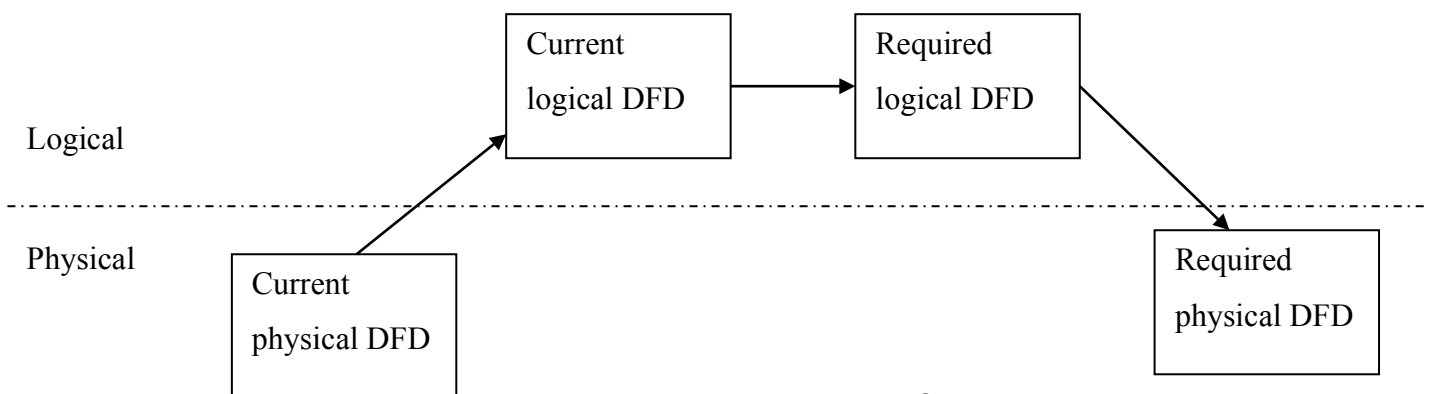 Current
logical DFD
Required
logical DFD
Logical
Physical
Current
physical DFD
Required
physical DFD